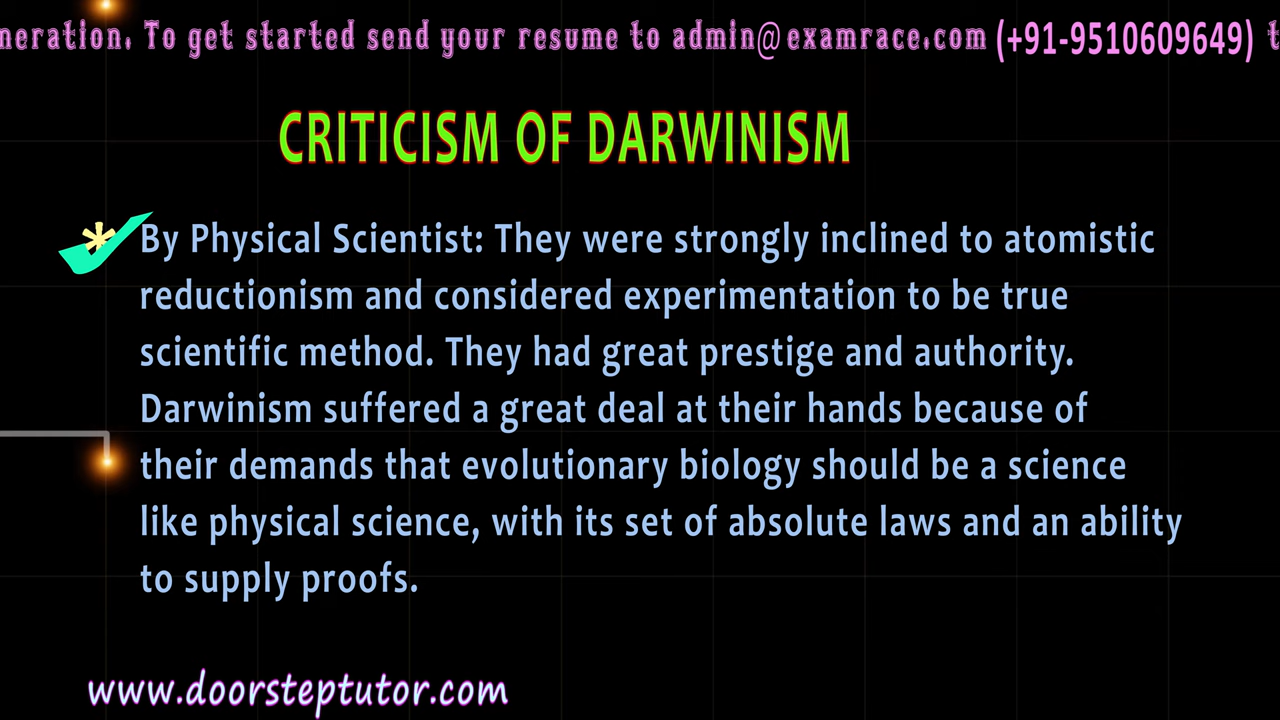 neration. To get started send your resume to admin@examrace.com (+91-9510609649) t
CRITICISM OF DARWINISM
* By Physical Scientist: They were strongly inclined to atomistic
reductionism and considered experimentation to be true
scientific method. They had great prestige and authority.
Darwinism suffered a great deal at their hands because of
their demands that evolutionary biology should be a science
like physical science, with its set of absolute laws and an ability
to supply proofs.
www.doorsteptutor.com